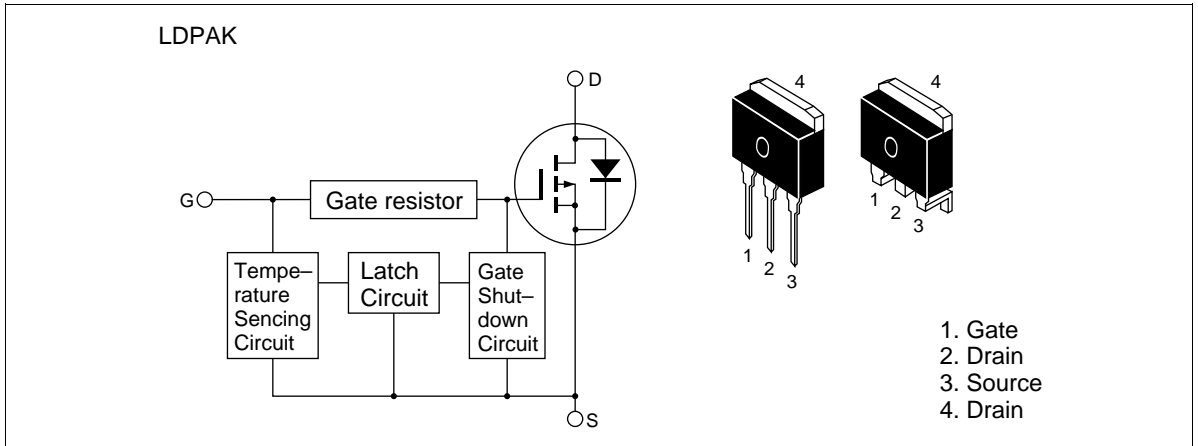 LDPAK
D
4
4
G
Gate resistor
1
2
3
1
2
3
Tempe–
rature
Sencing
Circuit
Latch
Circuit
Gate
Shut–
down
Circuit
S
1. Gate
2. Drain
3. Source
4. Drain